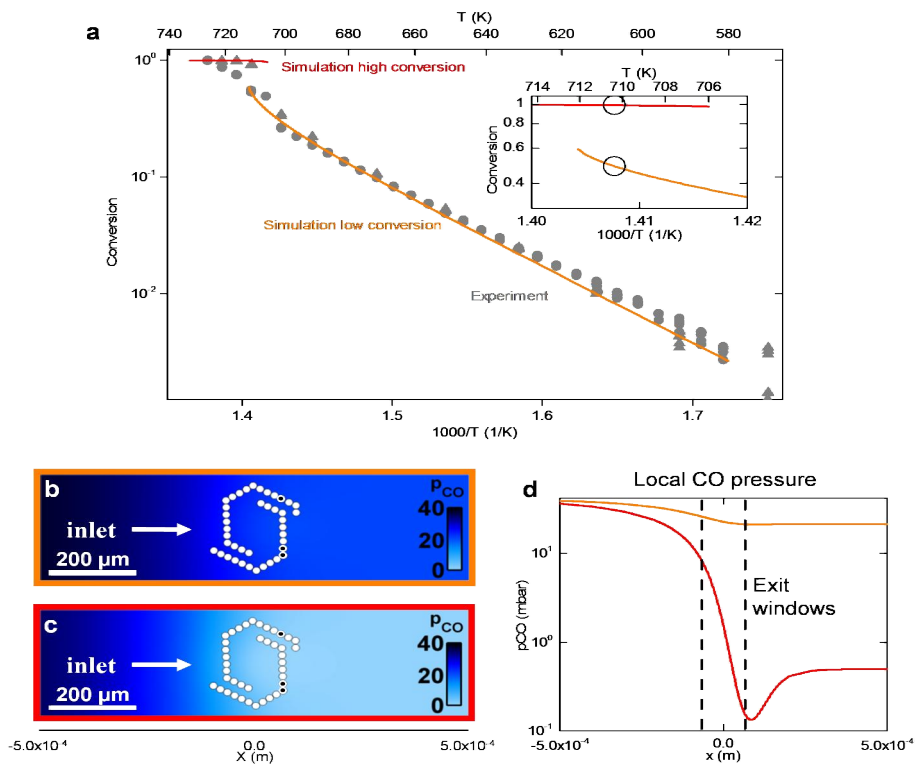 T (K)
740 720 700 680 660 640 620 600 580
a
10⁰
10⁻¹
10⁻²
Conversion
Simulation high conversion
Simulation low conversion
Experiment
1.4 1.5 1.6 1.7
1000/T (1/K)
T (K)
714 712 710 708 706
1
0.8
0.6
0.4
Conversion
1.40 1.41 1.42
1000/T (1/K)
b
inlet
200 µm
pCO
40
20
0
c
inlet
200 µm
pCO
40
20
0
-5.0x10⁻⁴ 0.0 5.0x10⁻⁴
X (m)
d
Local CO pressure
10¹
10⁰
10⁻¹
pCO (mbar)
Exit
windows
-5.0x10⁻⁴ 0.0 5.0x10⁻⁴
x (m)